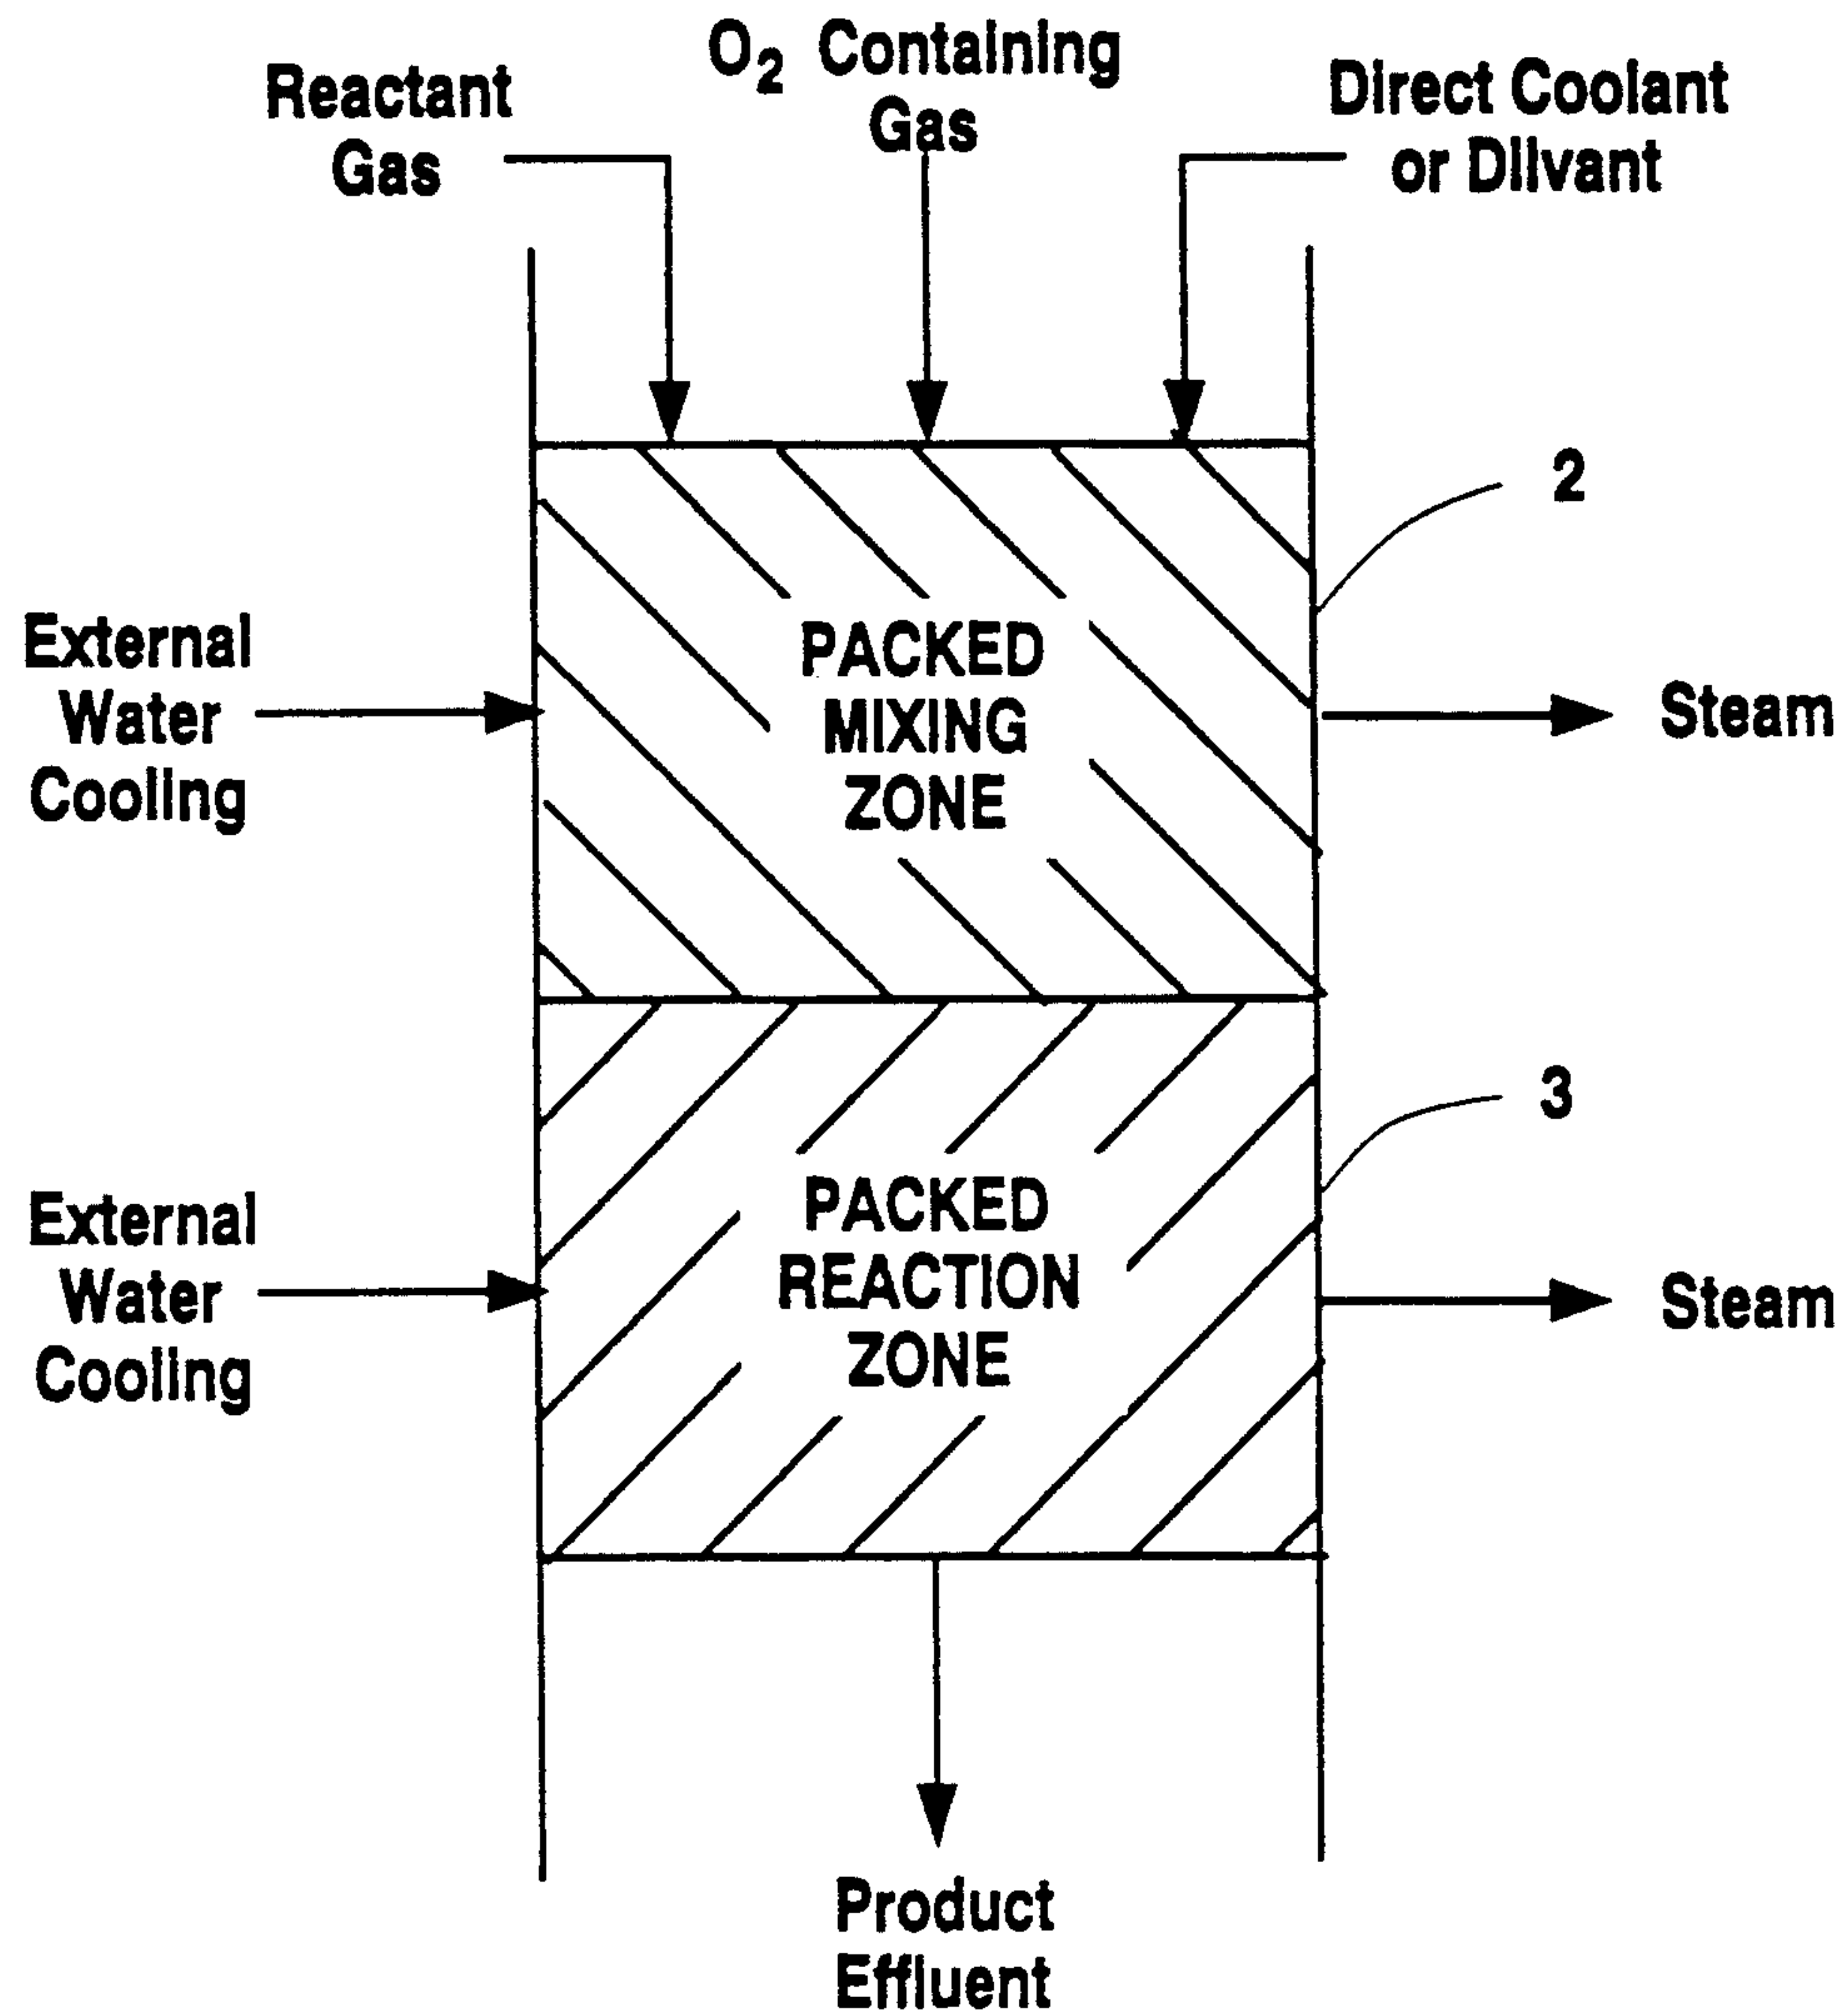 Reactant
Gas
O2 Containing
Gas
Direct Coolant
or Dilvant
2
External
Water
Cooling
PACKED
MIXING
ZONE
Steam
3
External
Water
Cooling
PACKED
REACTION
ZONE
Steam
Product
Effluent